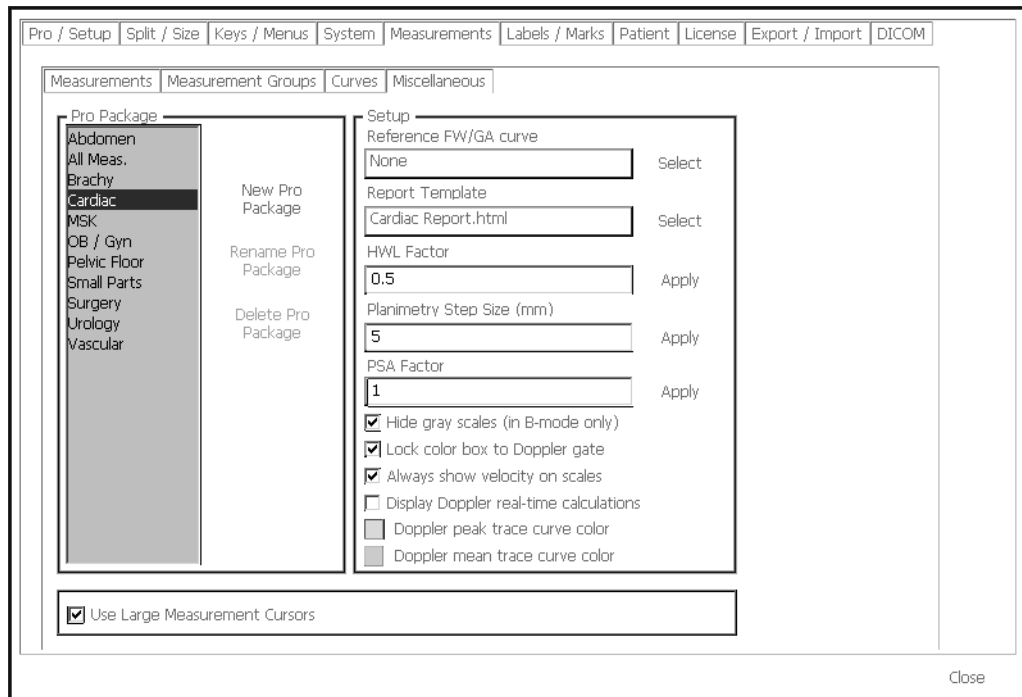 Pro / Setup Split / Size Keys / Menus System Measurements Labels / Marks Patient License Export / Import DICOM
Measurements Measurement Groups Curves Miscellaneous
Pro Package
Abdomen
All Meas.
Brachy
Cardiac
MSK
OB / Gyn
Pelvic Floor
Small Parts
Surgery
Urology
Vascular
New Pro
Package
Rename Pro
Package
Delete Pro
Package
Setup
Reference FW/GA curve
None Select
Report Template
Cardiac Report.html Select
HWL Factor
0.5 Apply
Planimetry Step Size (mm)
5 Apply
PSA Factor
1 Apply
Hide gray scales (in B-mode only)
Lock color box to Doppler gate
Always show velocity on scales
Display Doppler real-time calculations
Doppler peak trace curve color
Doppler mean trace curve color
Use Large Measurement Cursors
Close